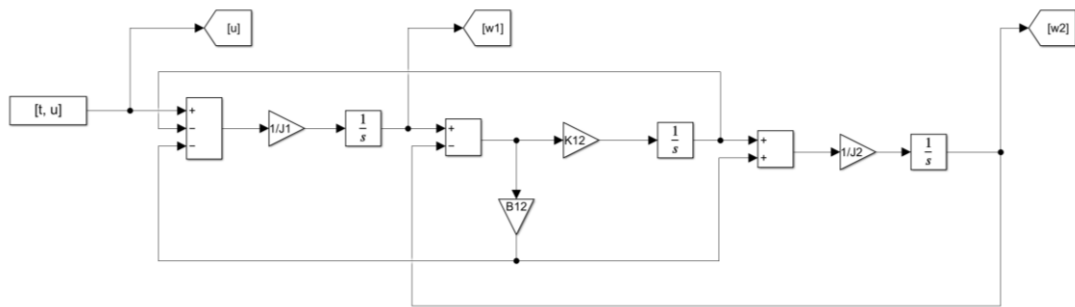 [u]
[w1]
[w2]
[t, u]
+
−
−
1/J1
1
s
+
−
K12
1
s
+
+
1/J2
1
s
B12